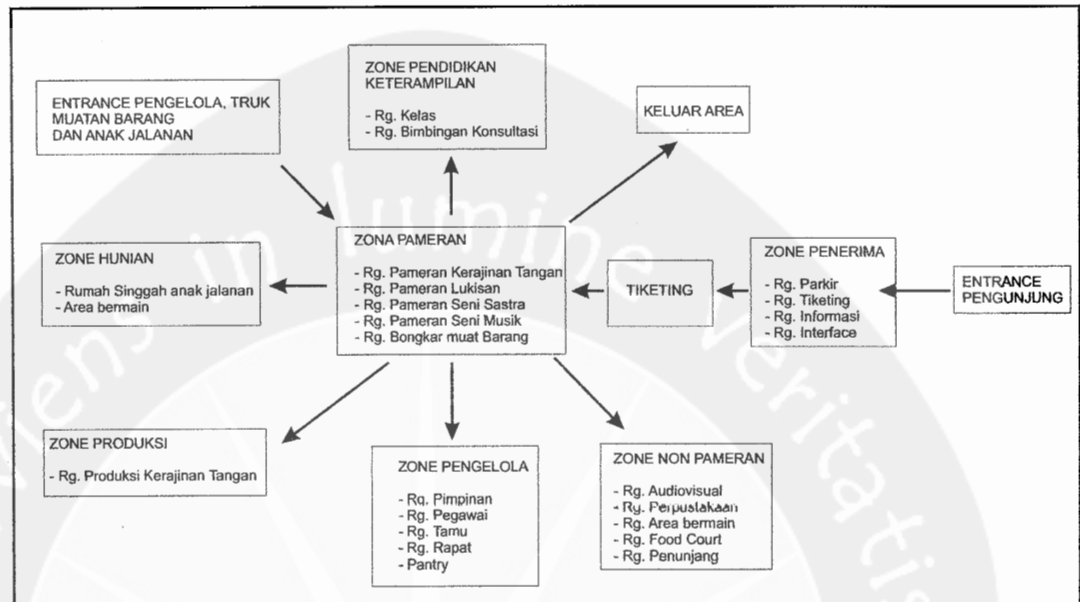 ZONE PENDIDIKAN
KETERAMPILAN
- Rg. Kelas
- Rg. Bimbingan Konsultasi
ENTRANCE PENGELOLA, TRUK
MUATAN BARANG
DAN ANAK JALANAN
KELUAR AREA
ZONE HUNIAN
- Rumah Singgah anak jalanan
- Area bermain
ZONA PAMERAN
- Rg. Pameran Kerajinan Tangan
- Rg. Pameran Lukisan
- Rg. Pameran Seni Sastra
- Rg. Pameran Seni Musik
- Rg. Bongkar muat Barang
TIKETING
ZONE PENERIMA
- Rg. Parkir
- Rg. Tiketing
- Rg. Informasi
- Rg. Interface
ENTRANCE
PENGUNJUNG
ZONE PRODUKSI
- Rg. Produksi Kerajinan Tangan
ZONE PENGELOLA
- Rg. Pimpinan
- Rg. Pegawai
- Rg. Tamu
- Rg. Rapat
- Pantry
ZONE NON PAMERAN
- Rg. Audiovisual
- Rg. Perpustakaan
- Rg. Area bermain
- Rg. Food Court
- Rg. Penunjang
in lumine veritatis